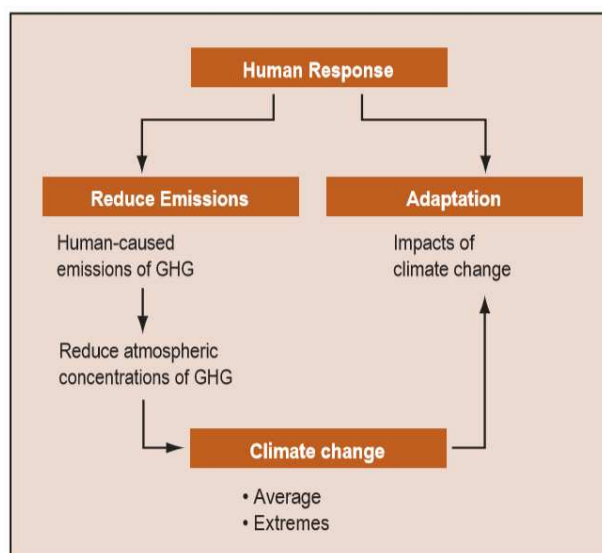 Human Response
Reduce Emissions
Adaptation
Human-caused
emissions of GHG
Impacts of
climate change
Reduce atmospheric
concentrations of GHG
Climate change
• Average
• Extremes